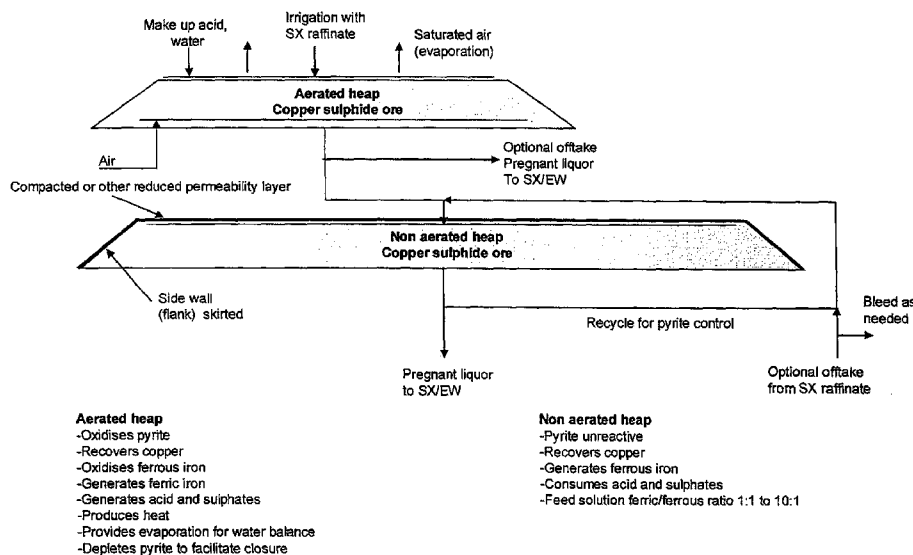 Make up acid,
water
Irrigation with
SX raffinate
Saturated air
(evaporation)
Aerated heap
Copper sulphide ore
Air
Optional offtake
Pregnant liquor
To SX/EW
Compacted or other reduced permeability layer
Non aerated heap
Copper sulphide ore
Side wall
(flank) skirted
Recycle for pyrite control
Bleed as
needed
Pregnant liquor
to SX/EW
Optional offtake
from SX raffinate
Aerated heap
-Oxidises pyrite
-Recovers copper
-Oxidises ferrous iron
-Generates ferric iron
-Generates acid and sulphates
-Produces heat
-Provides evaporation for water balance
-Depletes pyrite to facilitate closure
Non aerated heap
-Pyrite unreactive
-Recovers copper
-Generates ferrous iron
-Consumes acid and sulphates
-Feed solution ferric/ferrous ratio 1:1 to 10:1